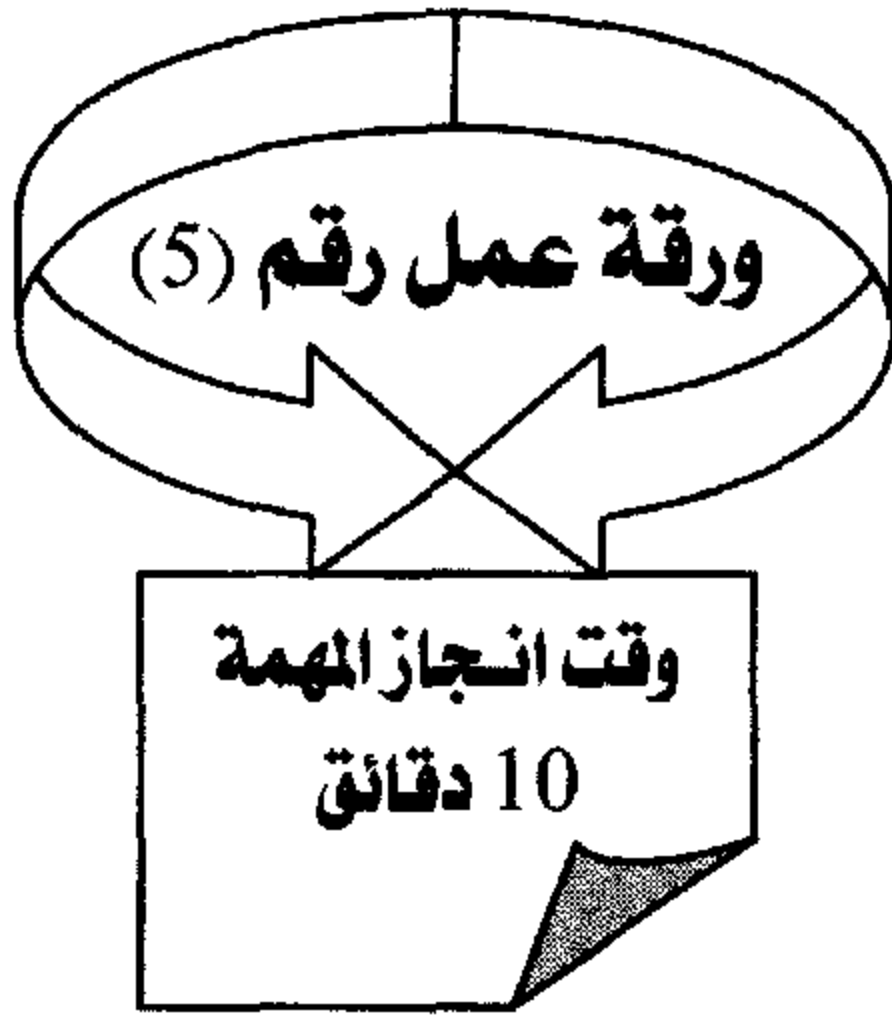 ورقة عمل رقم (5)
وقت انجاز المهمة
10 دقائق